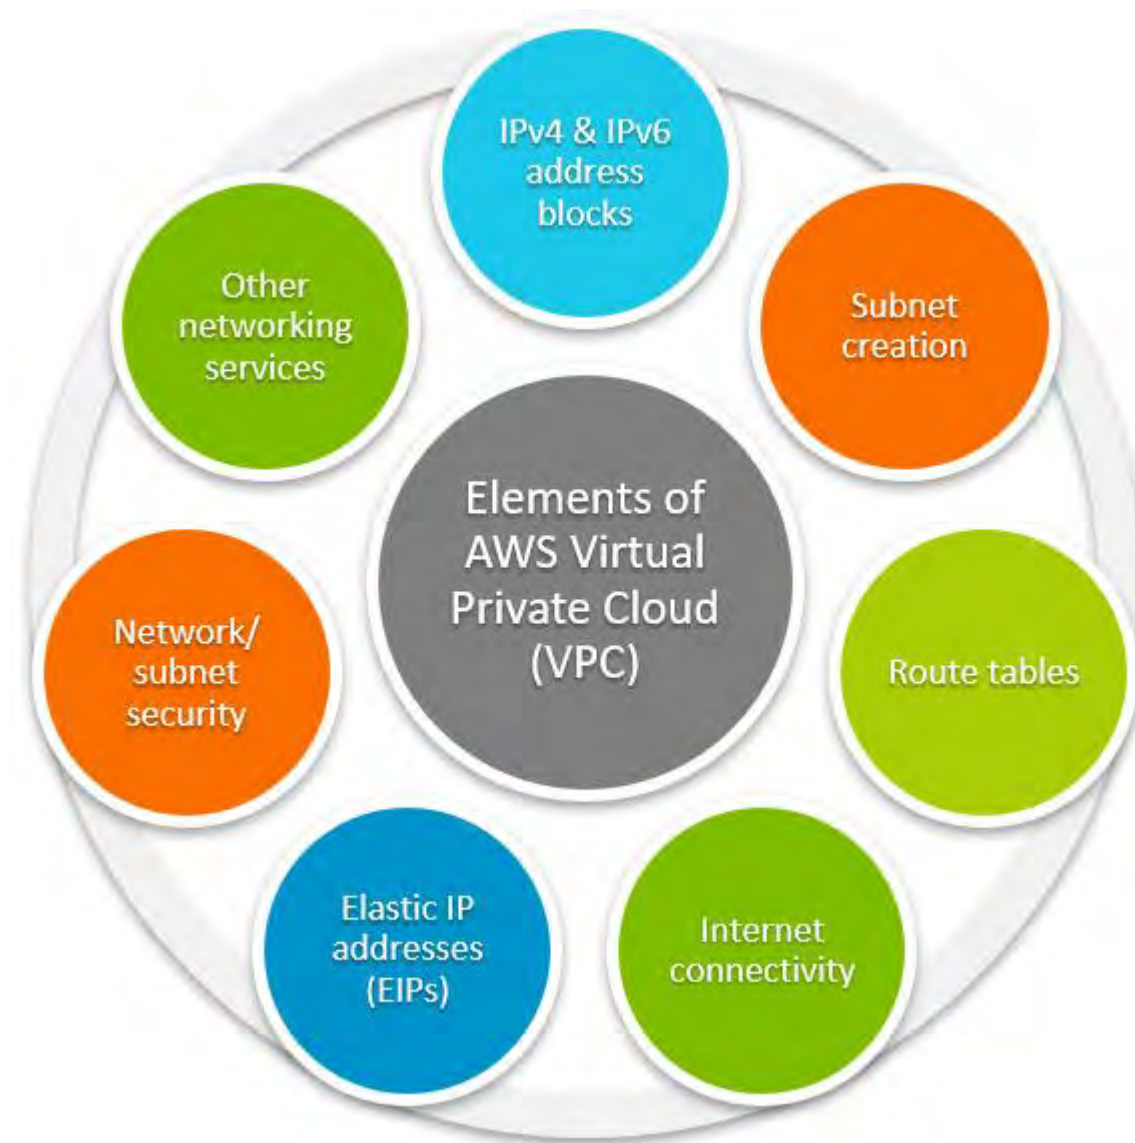 IPv4 & IPv6
address
blocks
Subnet
creation
Route tables
Internet
connectivity
Elastic IP
addresses
(EIPs)
Network/
subnet
security
Other
networking
services
Elements of
AWS Virtual
Private Cloud
(VPC)